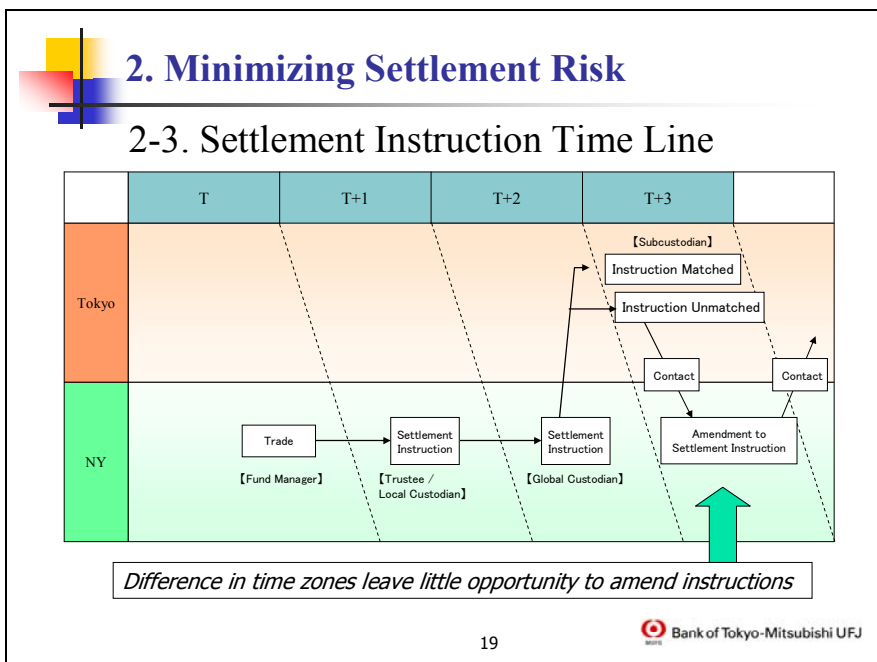 2. Minimizing Settlement Risk
2-3. Settlement Instruction Time Line
T
T+1
T+2
T+3
Tokyo
【Subcustodian】
Instruction Matched
Instruction Unmatched
Contact
Contact
NY
Trade
Settlement
Instruction
Settlement
Instruction
Amendment to
Settlement Instruction
【Fund Manager】
【Trustee /
Local Custodian】
【Global Custodian】
Difference in time zones leave little opportunity to amend instructions
19
MUFG
Bank of Tokyo-Mitsubishi UFJ